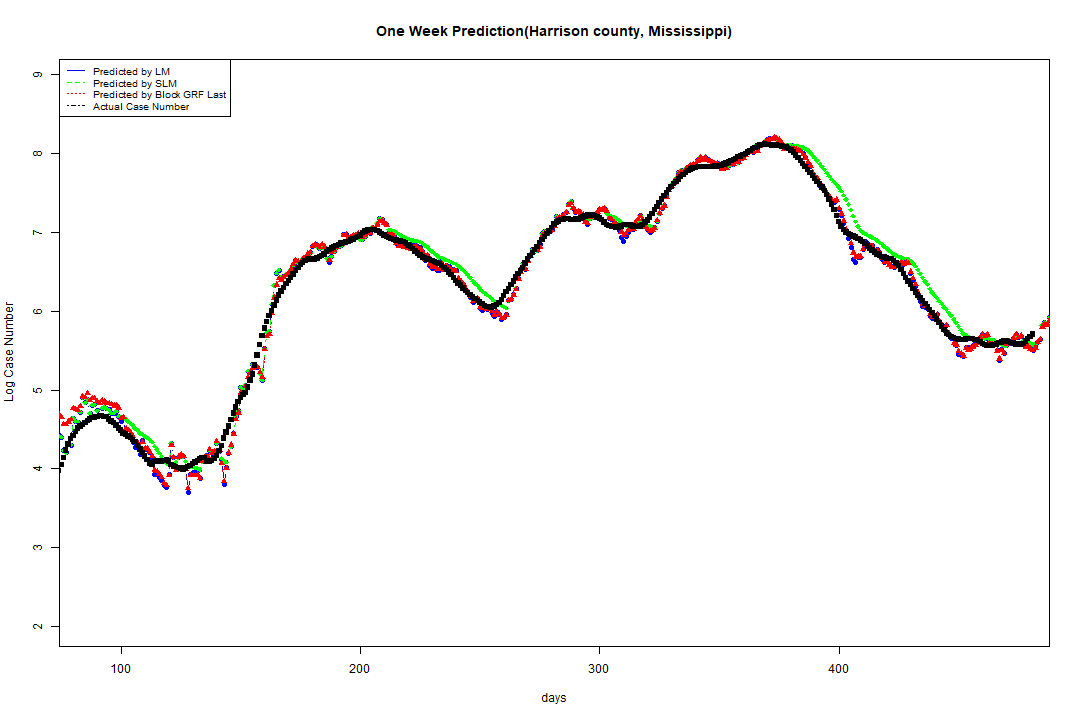 One Week Prediction(Harrison county, Mississippi)
Predicted by LM
Predicted by SLM
Predicted by Block GRF Last
Actual Case Number
Log Case Number
9
8
7
6
5
4
3
2
100 200 300 400
days